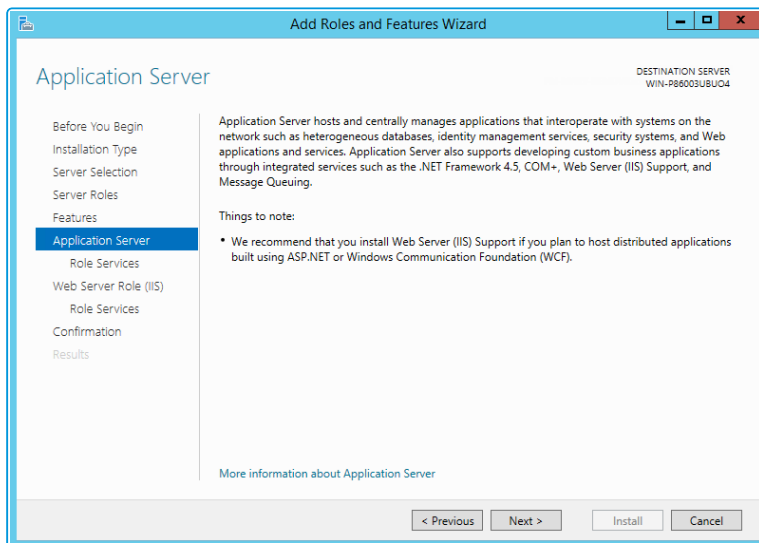 Add Roles and Features Wizard
Application Server
DESTINATION SERVER
WIN-P86003UBUO4
Before You Begin
Installation Type
Server Selection
Server Roles
Features
Application Server
Role Services
Web Server Role (IIS)
Role Services
Confirmation
Results
Application Server hosts and centrally manages applications that interoperate with systems on the
network such as heterogeneous databases, identity management services, security systems, and Web
applications and services. Application Server also supports developing custom business applications
through integrated services such as the .NET Framework 4.5, COM+, Web Server (IIS) Support, and
Message Queuing.
Things to note:
• We recommend that you install Web Server (IIS) Support if you plan to host distributed applications
built using ASP.NET or Windows Communication Foundation (WCF).
More information about Application Server
< Previous
Next >
Install
Cancel